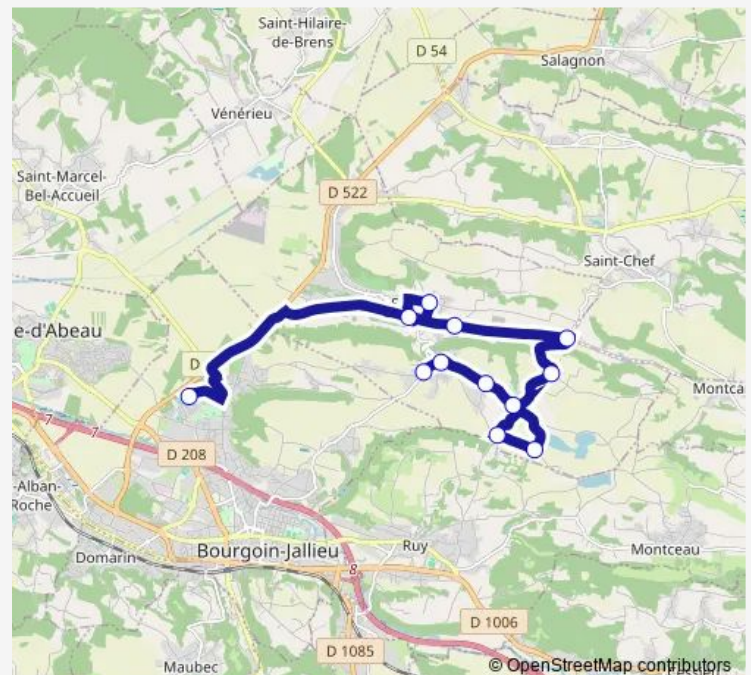 Saint-Hilaire-
de-Brens
D 54
Salagnon
Vénérieu
Saint-Marcel-
Bel-Accueil
D 522
Saint-Chef
e-d'Abeau
D
Montca
7
7
D 208
-Alban-
Roche
Bourgoin-Jallieu
Ruy
Montceau
Domarin
8
D 1006
D 1085
Maubec
© OpenStreetMap contributors